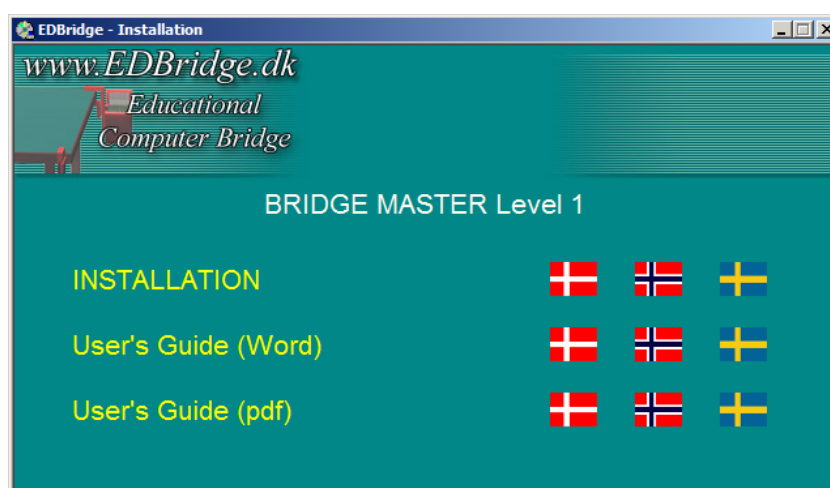 EDBridge - Installation
www.EDBridge.dk
Educational
Computer Bridge
BRIDGE MASTER Level 1
INSTALLATION
User's Guide (Word)
User's Guide (pdf)